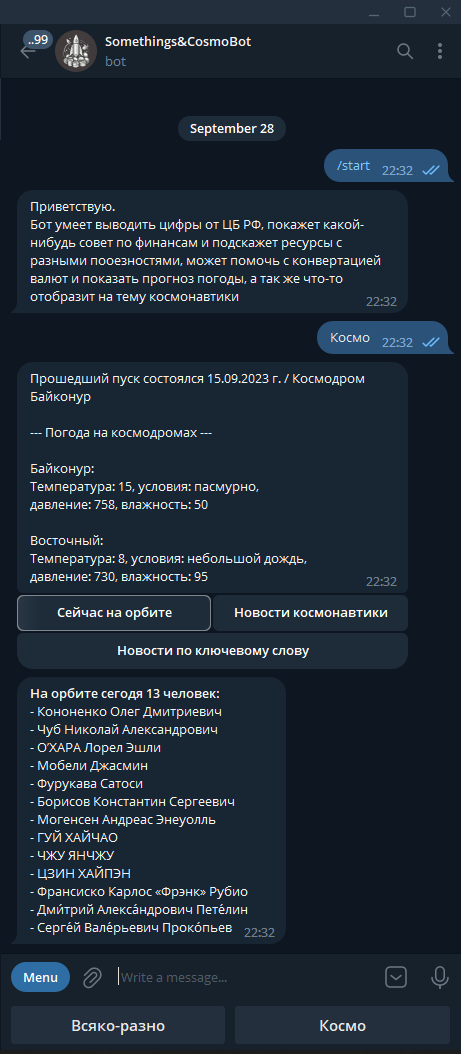 ..99
Somethings&CosmoBot
bot
September 28
/start 22:32
Приветствую.
Бот умеет выводить цифры от ЦБ РФ, покажет какой-
нибудь совет по финансам и подскажет ресурсы с
разными пооезностями, может помочь с конвертацией
валют и показать прогноз погоды, а так же что-то
отобразит на тему космонавтики
22:32
Космо 22:32
Прошедший пуск состоялся 15.09.2023 г. / Космодром
Байконур
--- Погода на космодромах ---
Байконур:
Температура: 15, условия: пасмурно,
давление: 758, влажность: 50
Восточный:
Температура: 8, условия: небольшой дождь,
давление: 730, влажность: 95
22:32
Сейчас на орбите
Новости космонавтики
Новости по ключевому слову
На орбите сегодя 13 человек:
- Кононенко Олег Дмитриевич
- Чуб Николай Александрович
- О’ХАРА Лорел Эшли
- Мобели Джасмин
- Фурукава Сатоси
- Борисов Константин Сергеевич
- Могенсен Андреас Энеуолль
- ГУЙ ХАЙЧАО
- ЧЖУ ЯНЧЖУ
- ЦЗИН ХАЙПЭН
- Франсиско Карлос «Фрэнк» Рубио
- Дми́трий Алекса́ндрович Пете́лин
- Серге́й Вале́рьевич Проко́пьев 22:32
Menu
Write a message...
Всяко-разно
Космо